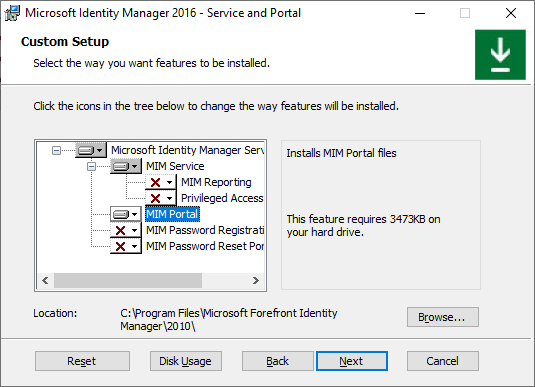 Microsoft Identity Manager 2016 - Service and Portal
Custom Setup
Select the way you want features to be installed.
Click the icons in the tree below to change the way features will be installed.
Microsoft Identity Manager Serv
MIM Service
MIM Reporting
Privileged Access
MIM Portal
MIM Password Registrati
MIM Password Reset Por
Installs MIM Portal files
This feature requires 3473KB on
your hard drive.
Location:
C:\Program Files\Microsoft Forefront Identity
Manager\2010\
Browse...
Reset
Disk Usage
Back
Next
Cancel